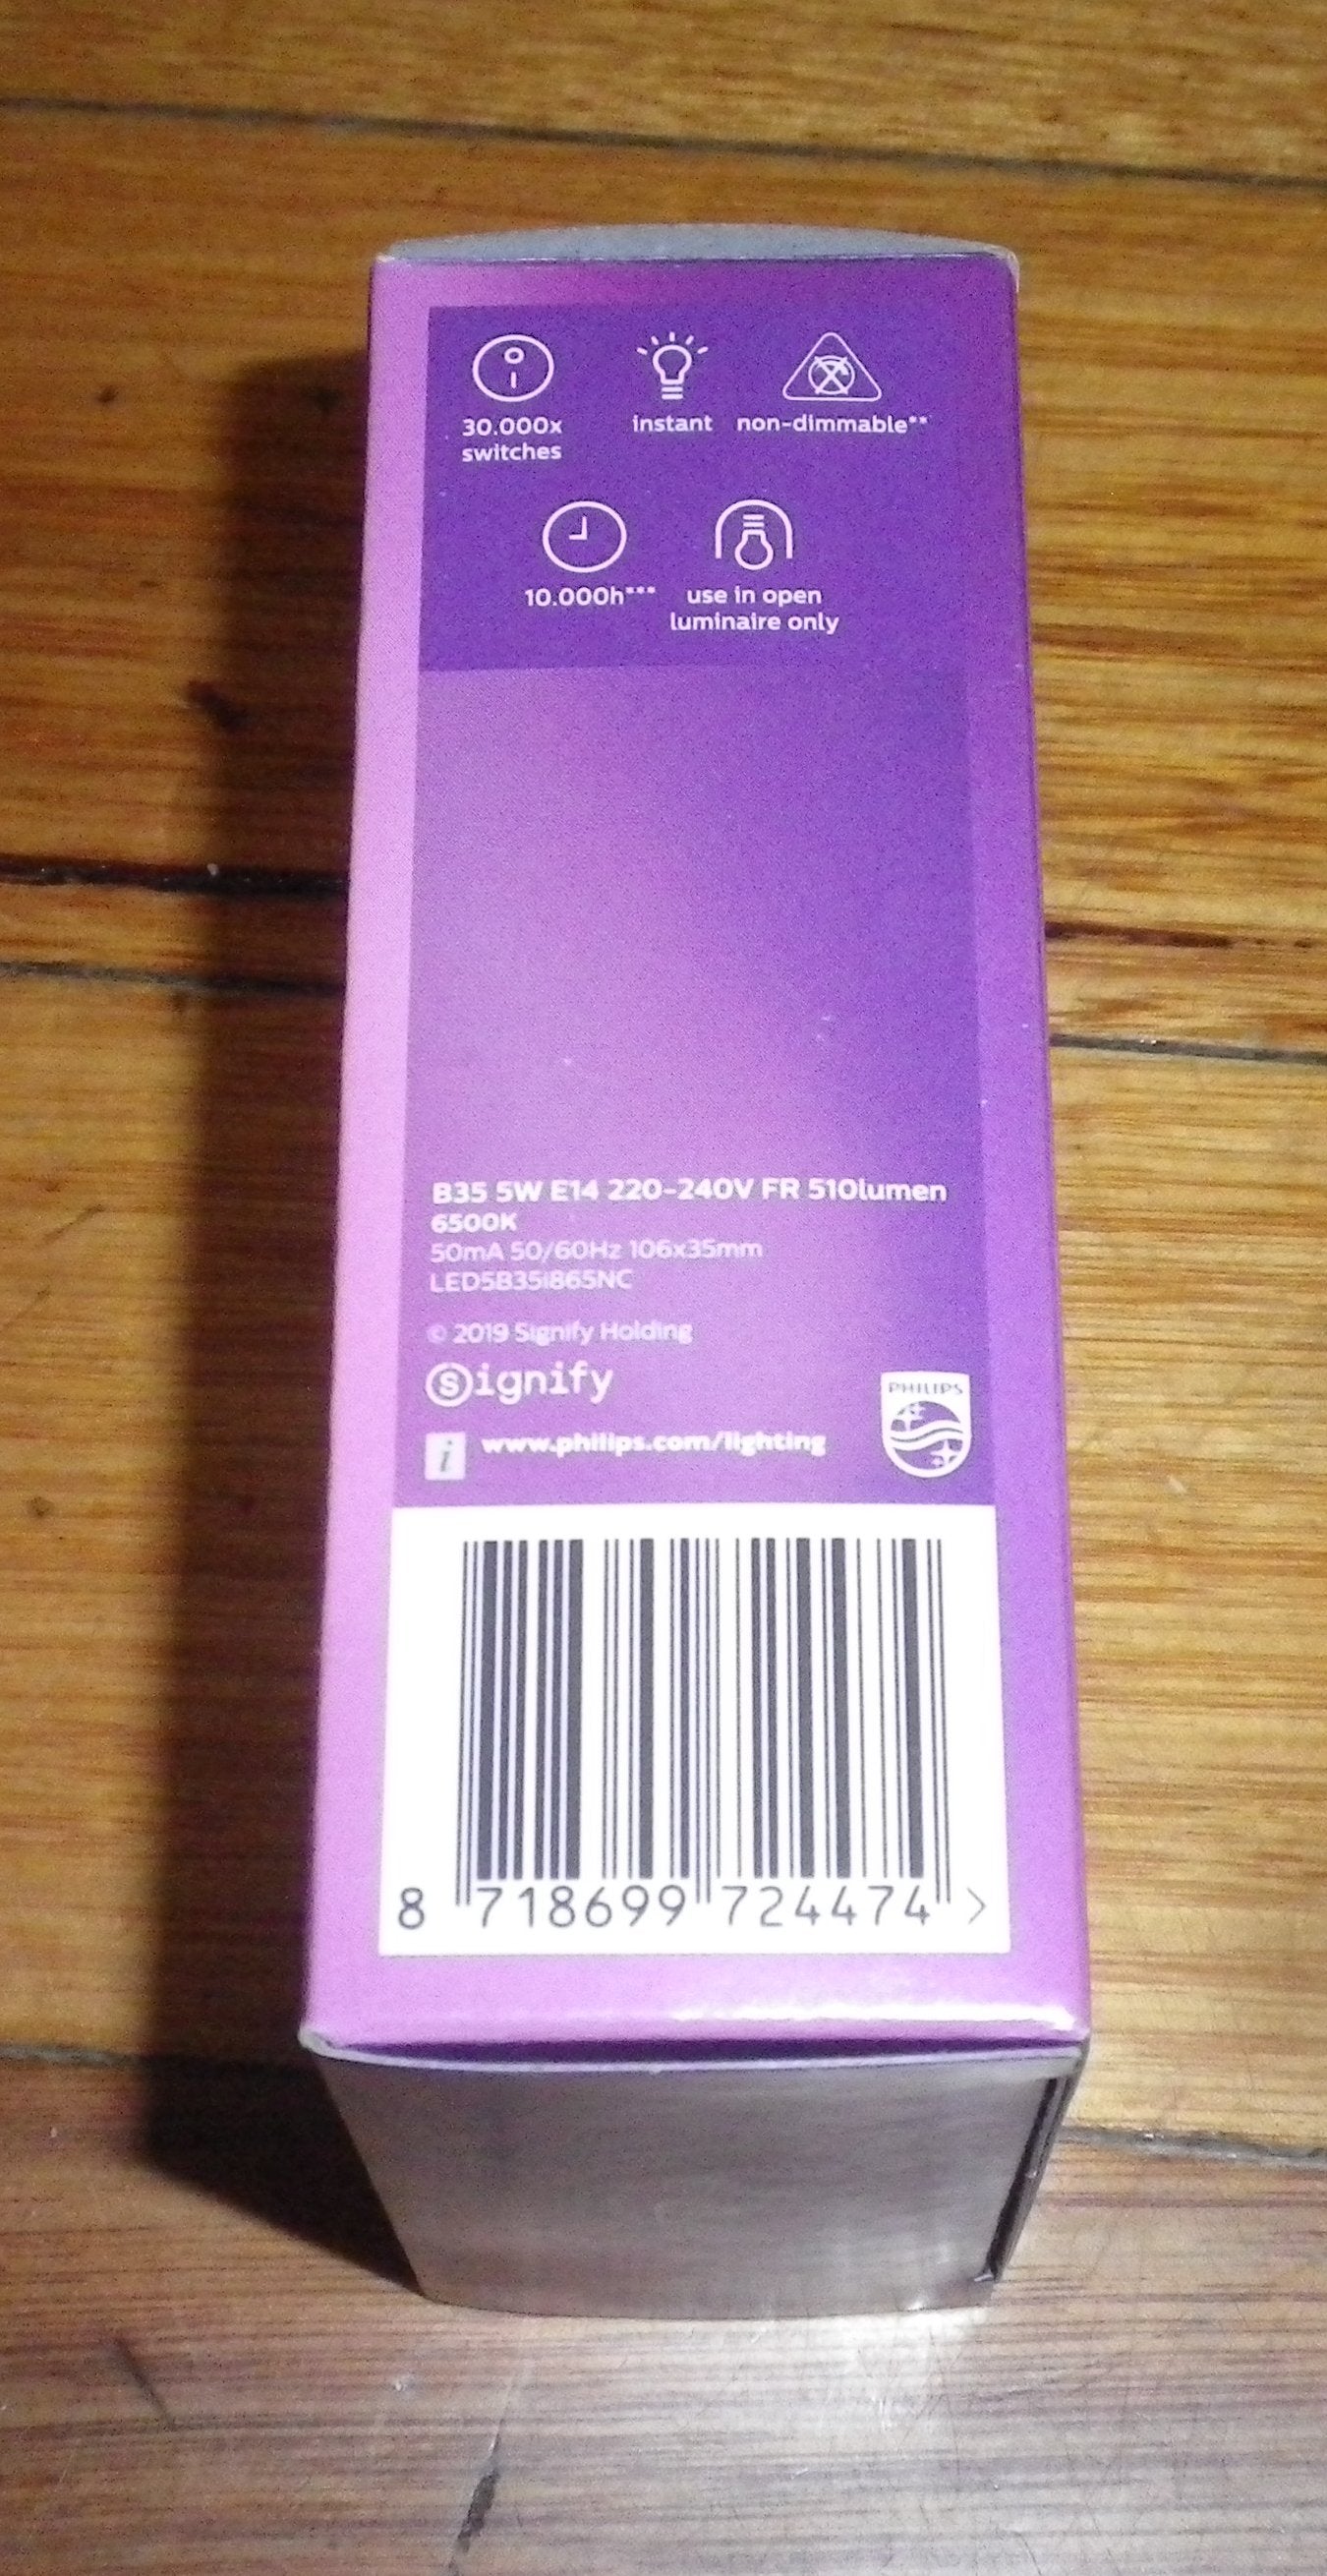 30.000x
switches
instant
non-dimmable**
10.000h***
use in open
luminaire only
B35 5W E14 220-240V FR 510lumen
6500K
50mA 50/60Hz 106x35mm
LED5B35i865NC
© 2019 Signify Holding
Signify
PHILIPS
i www.philips.com/lighting
8 718699 724474 >